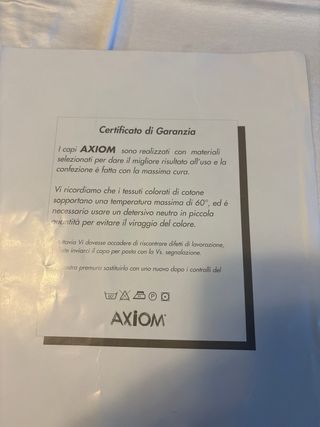 Certificato di Garanzia
I capi AXIOM sono realizzati con materiali
selezionati per dare il migliore risultato all'uso e la
confezione è fatta con la massima cura.
Vi ricordiamo che i tessuti colorati di cotone
sopportano una temperatura massima di 60°, ed è
necessario usare un detersivo neutro in piccola
quantità per evitare il viraggio del colore.
Vi dovesse accadere di riscontrare difetti di lavorazione,
inviarci il capo per posta con la Vs. segnalazione.
premura sostituirlo con uno nuovo dopo i controlli del
AXIOM